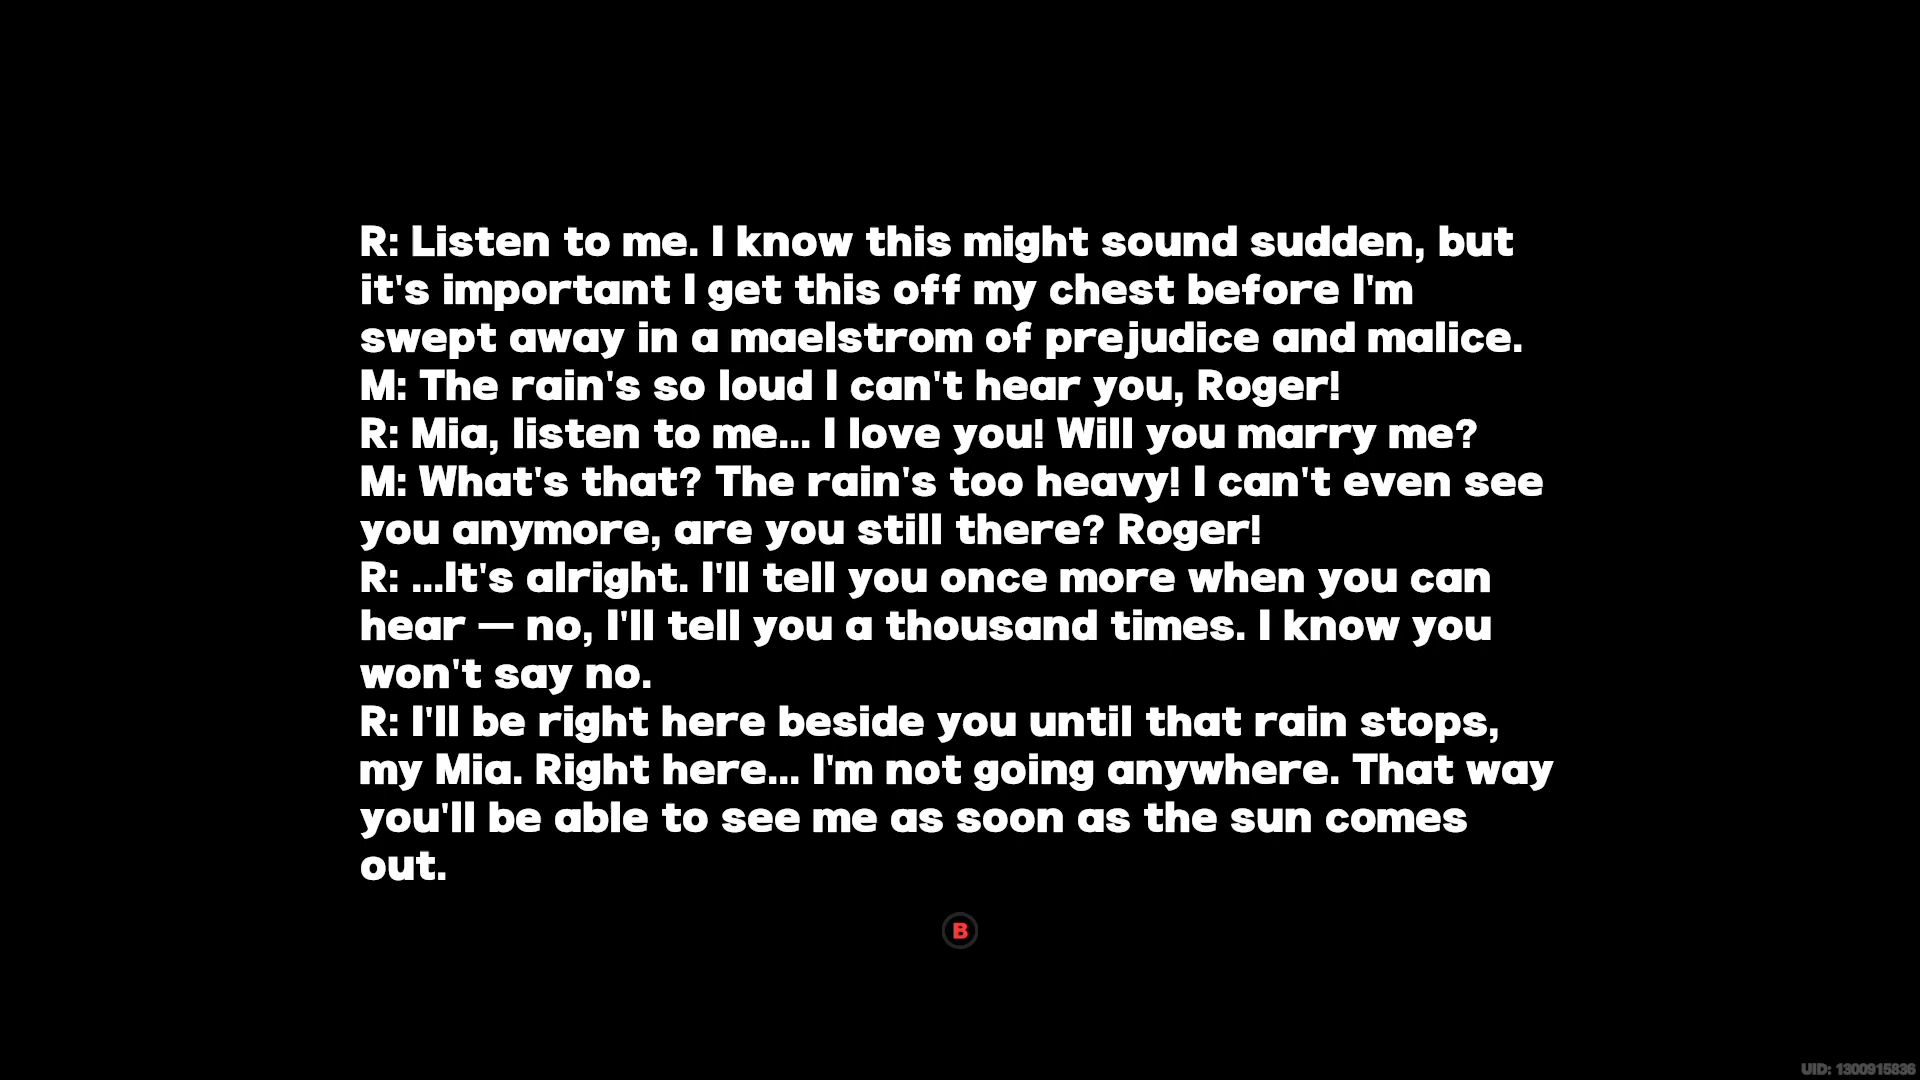 R: Listen to me. I know this might sound sudden, but
it's important I get this off my chest before I'm
swept away in a maelstrom of prejudice and malice.
M: The rain's so loud I can't hear you, Roger!
R: Mia, listen to me... I love you! Will you marry me?
M: What's that? The rain's too heavy! I can't even see
you anymore, are you still there? Roger!
R: ...It's alright. I'll tell you once more when you can
hear — no, I'll tell you a thousand times. I know you
won't say no.
R: I'll be right here beside you until that rain stops,
my Mia. Right here... I'm not going anywhere. That way
you'll be able to see me as soon as the sun comes
out.
B
UID: 1300915836